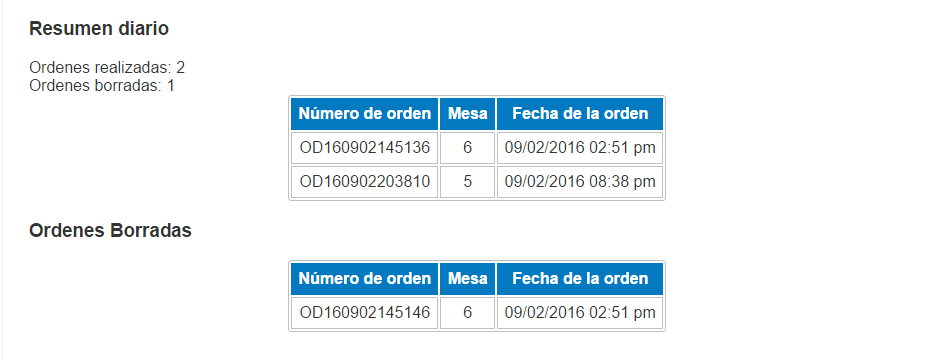 Resumen diario
Ordenes realizadas: 2
Ordenes borradas: 1
Número de orden Mesa Fecha de la orden
OD160902145136 6 09/02/2016 02:51 pm
OD160902203810 5 09/02/2016 08:38 pm
Ordenes Borradas
Número de orden Mesa Fecha de la orden
OD160902145146 6 09/02/2016 02:51 pm